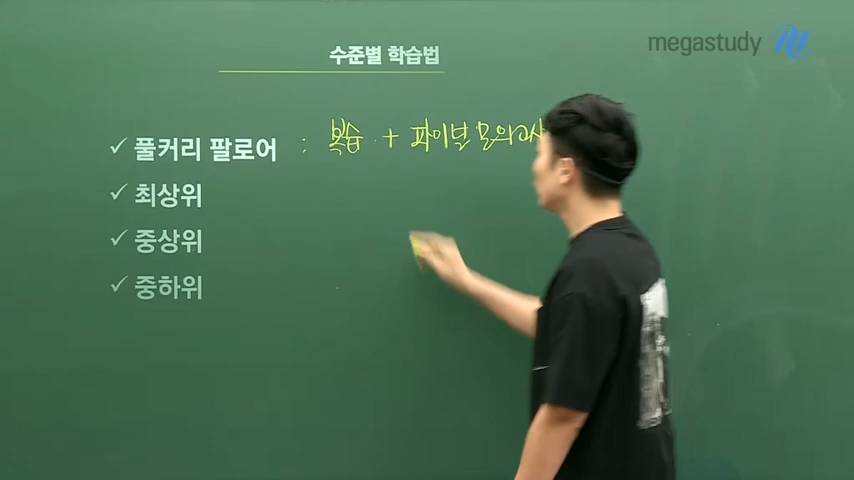 megastudy
수준별 학습법
✓ 풀커리 팔로어 : 복습 + 파이널 모의고사
✓ 최상위
✓ 중상위
✓ 중하위